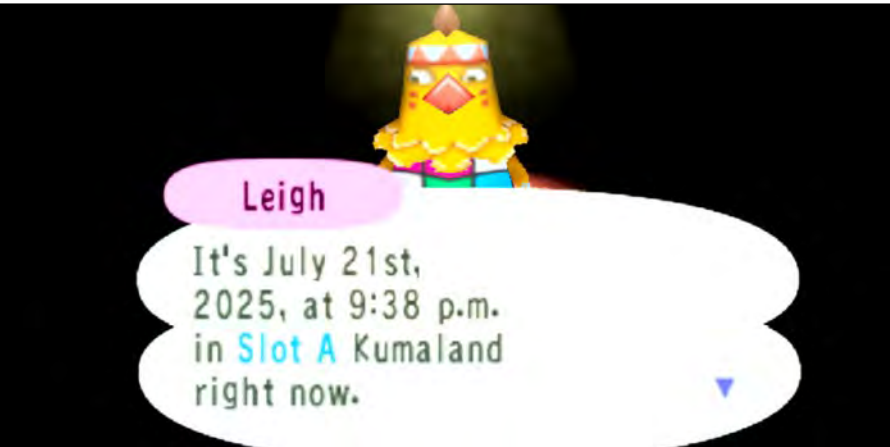 Leigh
It's July 21st,
2025, at 9:38 p.m.
in Slot A Kumaland
right now.